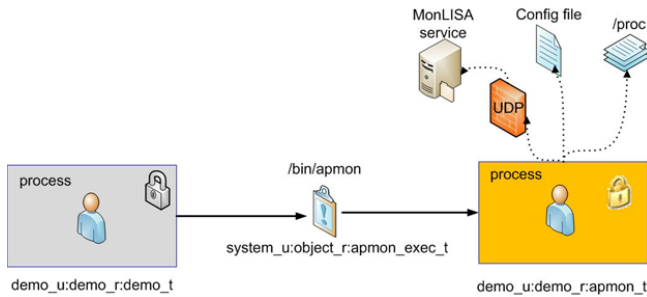 MonLISA
service
Config file
/proc
UDP
process
/bin/apmon
process
system_u:object_r:apmon_exec_t
demo_u:demo_r:demo_t
demo_u:demo_r:apmon_t